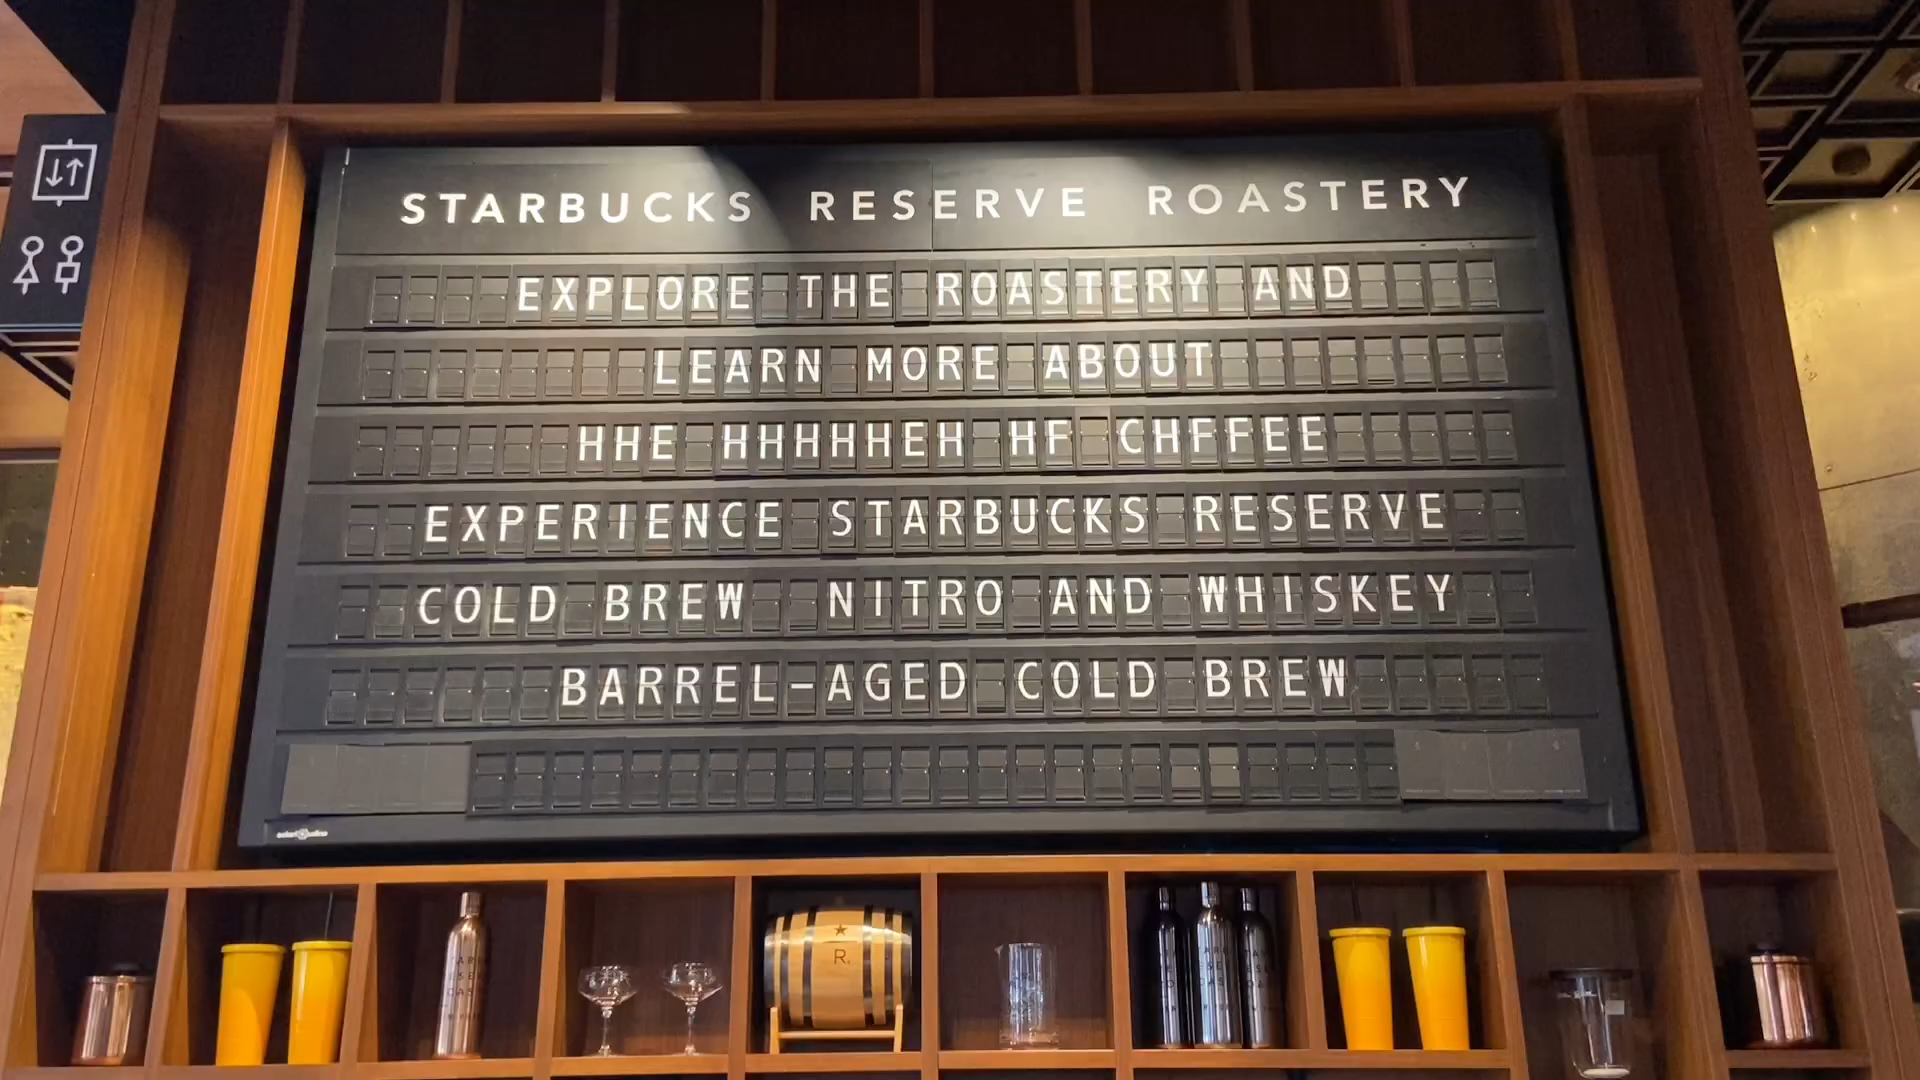 STARBUCKS RESERVE ROASTERY
EXPLORE THE ROASTERY AND
LEARN MORE ABOUT
HHE HHHHHEH HF CHFFEE
EXPERIENCE STARBUCKS RESERVE
COLD BREW NITRO AND WHISKEY
BARREL-AGED COLD BREW
R.